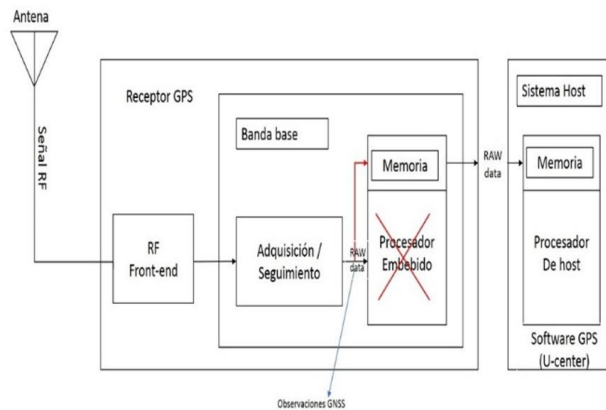 Antena
Señal RF
Receptor GPS
Banda base
RF
Front-end
Adquisición /
Seguimiento
RAW
data
Memoria
Procesador
Embebido
Observaciones GNSS
RAW
data
Sistema Host
Memoria
Procesador
De host
Software GPS
(U-center)